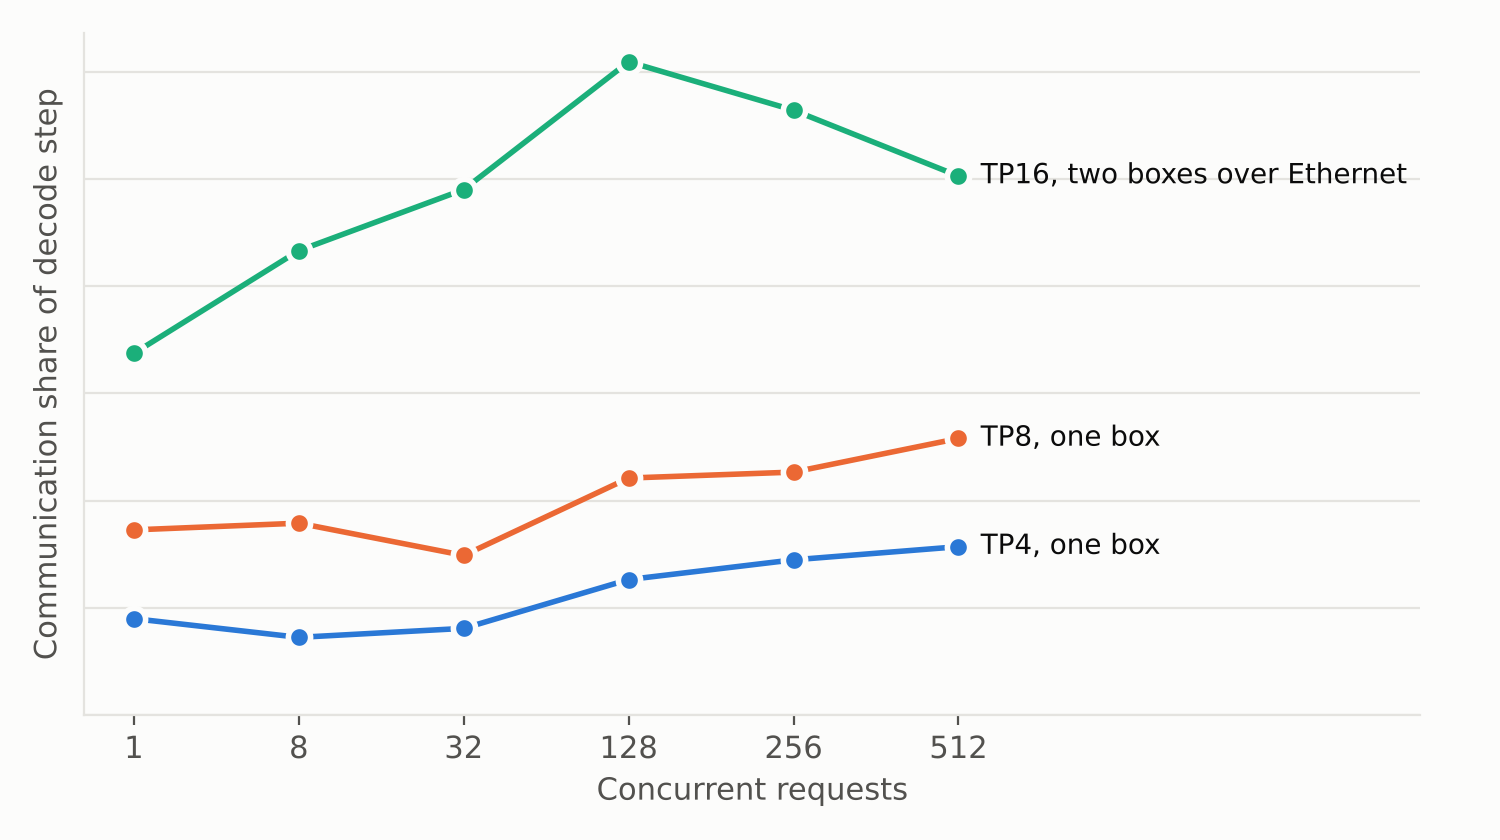 Communication share of decode step
TP16, two boxes over Ethernet
TP8, one box
TP4, one box
1 8 32 128 256 512
Concurrent requests